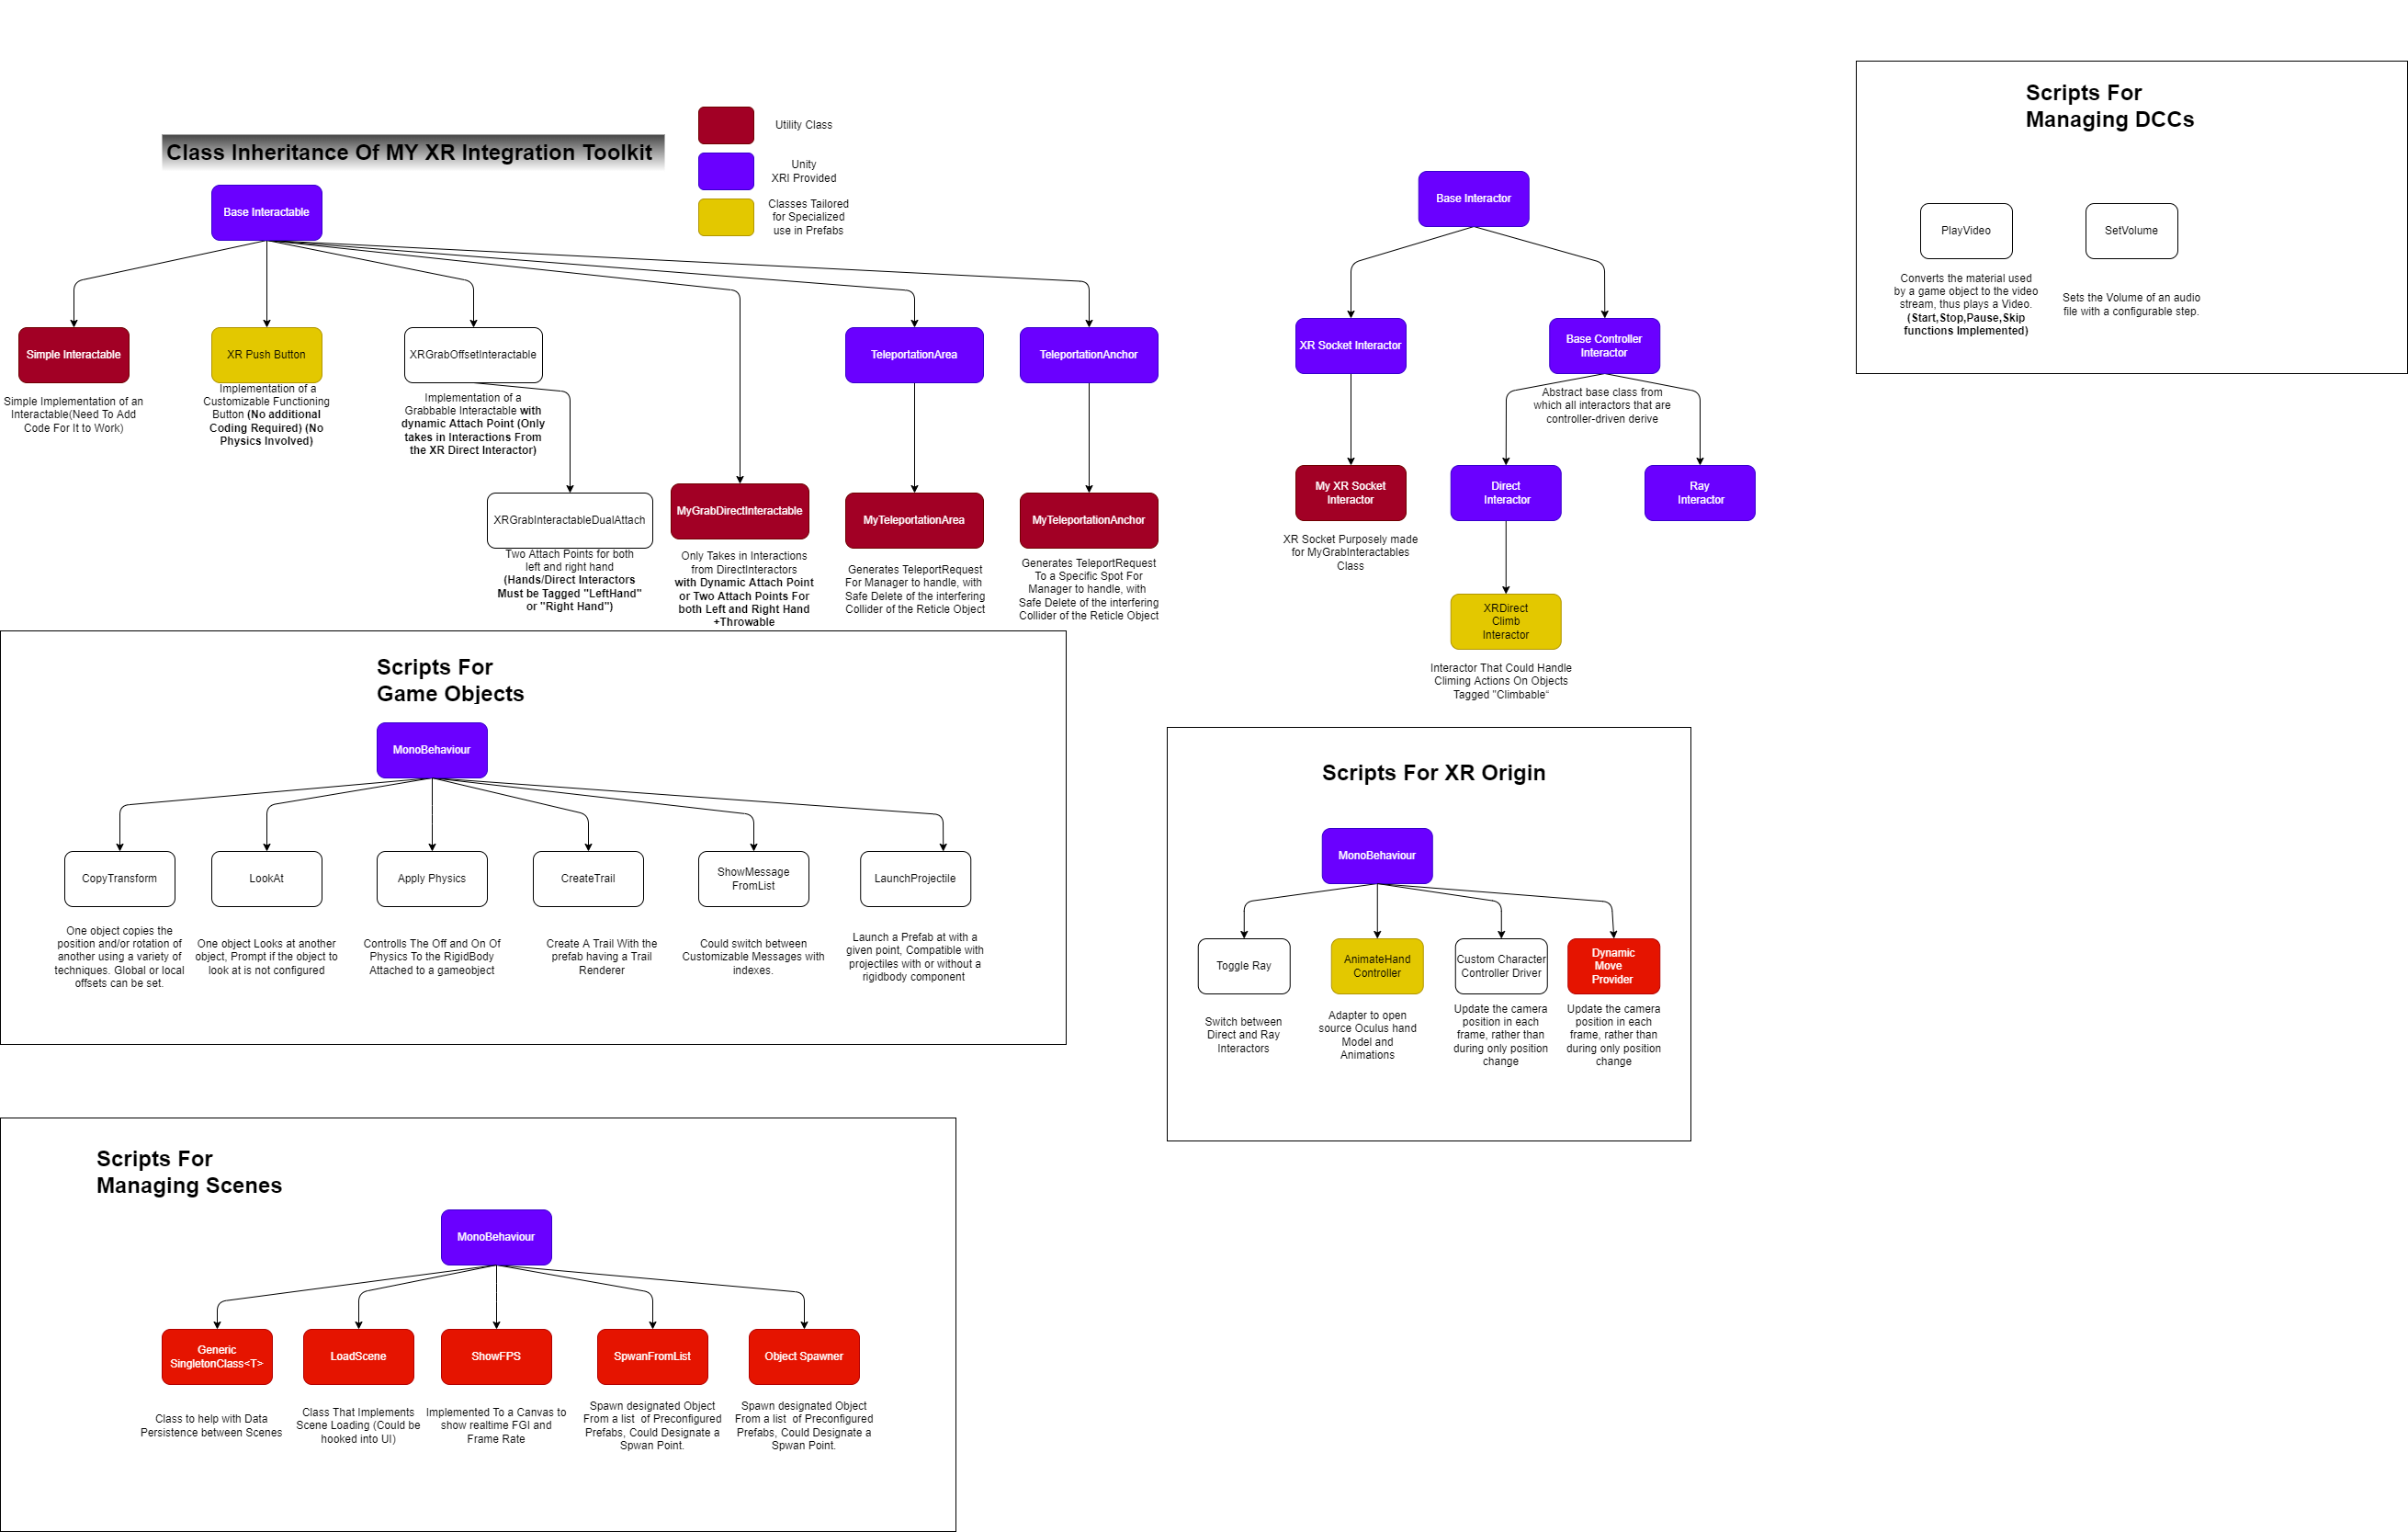 Class Inheritance Of MY XR Integration Toolkit
Utility Class
Unity
XRI Provided
Classes Tailored
for Specialized
use in Prefabs
Base Interactable
Simple Interactable
Simple Implementation of an
Interactable(Need To Add
Code For It to Work)
XR Push Button
Implementation of a
Customizable Functioning
Button (No additional
Coding Required) (No
Physics Involved)
XRGrabOffsetInteractable
Implementation of a
Grabbable Interactable with
dynamic Attach Point (Only
takes in Interactions From
the XR Direct Interactor)
TeleportationArea
TeleportationAnchor
XRGrabInteractableDualAttach
Two Attach Points for both
left and right hand
(Hands/Direct Interactors
Must be Tagged "LeftHand"
or "Right Hand")
MyGrabDirectInteractable
Only Takes in Interactions
from DirectInteractors
with Dynamic Attach Point
or Two Attach Points For
both Left and Right Hand
+Throwable
MyTeleportationArea
Generates TeleportRequest
For Manager to handle, with
Safe Delete of the interfering
Collider of the Reticle Object
MyTeleportationAnchor
Generates TeleportRequest
To a Specific Spot For
Manager to handle, with
Safe Delete of the interfering
Collider of the Reticle Object
Base Interactor
XR Socket Interactor
Base Controller
Interactor
Abstract base class from
which all interactors that are
controller-driven derive
My XR Socket
Interactor
XR Socket Purposely made
for MyGrabInteractables
Class
Direct
Interactor
Ray
Interactor
XRDirect
Climb
Interactor
Interactor That Could Handle
Climing Actions On Objects
Tagged "Climbable“
Scripts For
Managing DCCs
PlayVideo
Converts the material used
by a game object to the video
stream, thus plays a Video.
(Start,Stop,Pause,Skip
functions Implemented)
SetVolume
Sets the Volume of an audio
file with a configurable step.
Scripts For
Game Objects
MonoBehaviour
CopyTransform
One object copies the
position and/or rotation of
another using a variety of
techniques. Global or local
offsets can be set.
LookAt
One object Looks at another
object, Prompt if the object to
look at is not configured
Apply Physics
Controlls The Off and On Of
Physics To the RigidBody
Attached to a gameobject
CreateTrail
Create A Trail With the
prefab having a Trail
Renderer
ShowMessage
FromList
Could switch between
Customizable Messages with
indexes.
LaunchProjectile
Launch a Prefab at with a
given point, Compatible with
projectiles with or without a
rigidbody component
Scripts For XR Origin
MonoBehaviour
Toggle Ray
Switch between
Direct and Ray
Interactors
AnimateHand
Controller
Adapter to open
source Oculus hand
Model and
Animations
Custom Character
Controller Driver
Update the camera
position in each
frame, rather than
during only position
change
Dynamic
Move
Provider
Update the camera
position in each
frame, rather than
during only position
change
Scripts For
Managing Scenes
MonoBehaviour
Generic
SingletonClass<T>
Class to help with Data
Persistence between Scenes
LoadScene
Class That Implements
Scene Loading (Could be
hooked into UI)
ShowFPS
Implemented To a Canvas to
show realtime FGI and
Frame Rate
SpwanFromList
Spawn designated Object
From a list of Preconfigured
Prefabs, Could Designate a
Spwan Point.
Object Spawner
Spawn designated Object
From a list of Preconfigured
Prefabs, Could Designate a
Spwan Point.